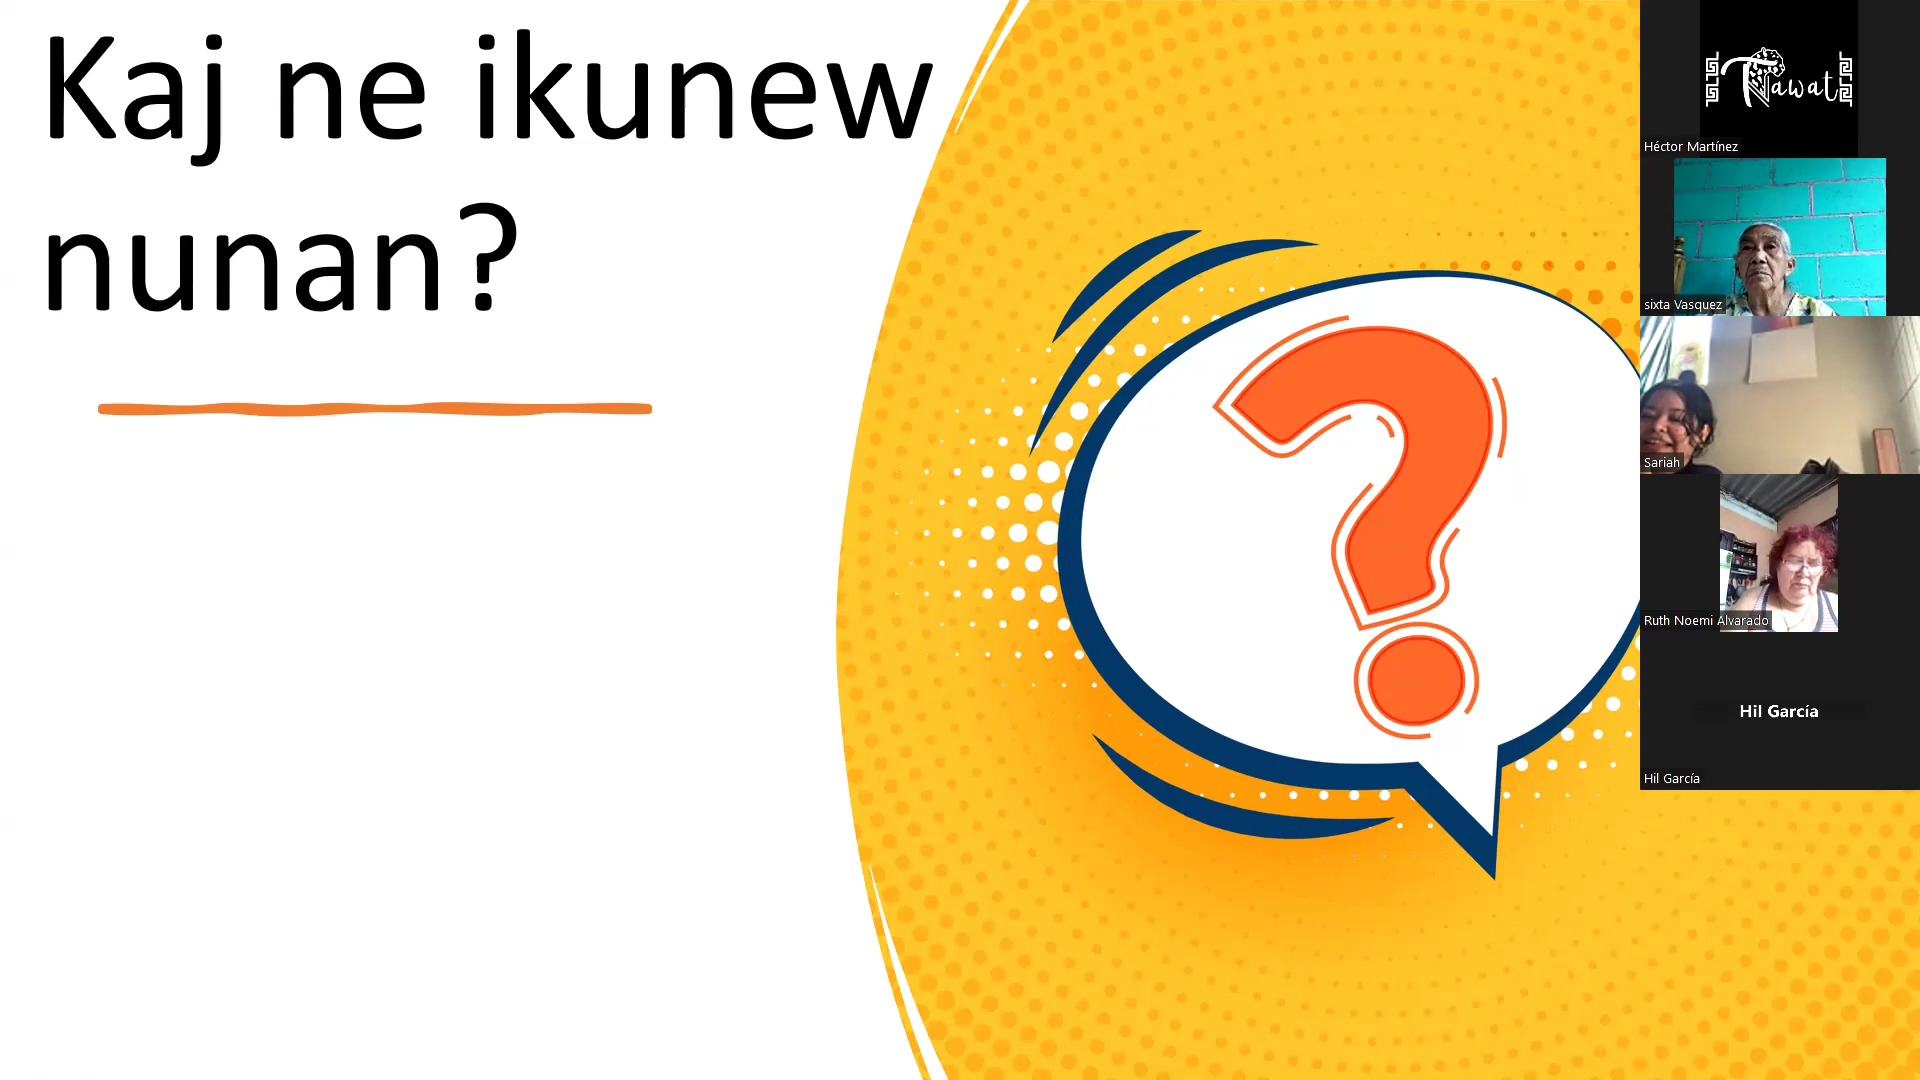 Kaj ne ikunew
nunan?
Nawat
Héctor Martínez
sixta Vasquez
Sariah
Ruth Noemi Alvarado
Hil García
Hil García